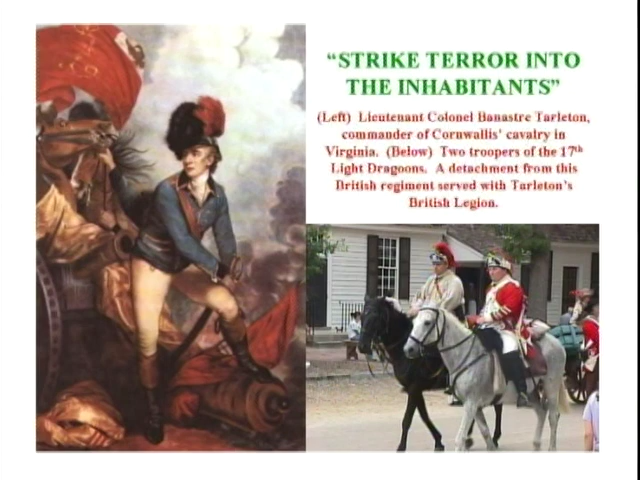 “STRIKE TERROR INTO
THE INHABITANTS”
(Left) Lieutenant Colonel Banastre Tarleton,
commander of Cornwallis’ cavalry in
Virginia. (Below) Two troopers of the 17th
Light Dragoons. A detachment from this
British regiment served with Tarleton’s
British Legion.